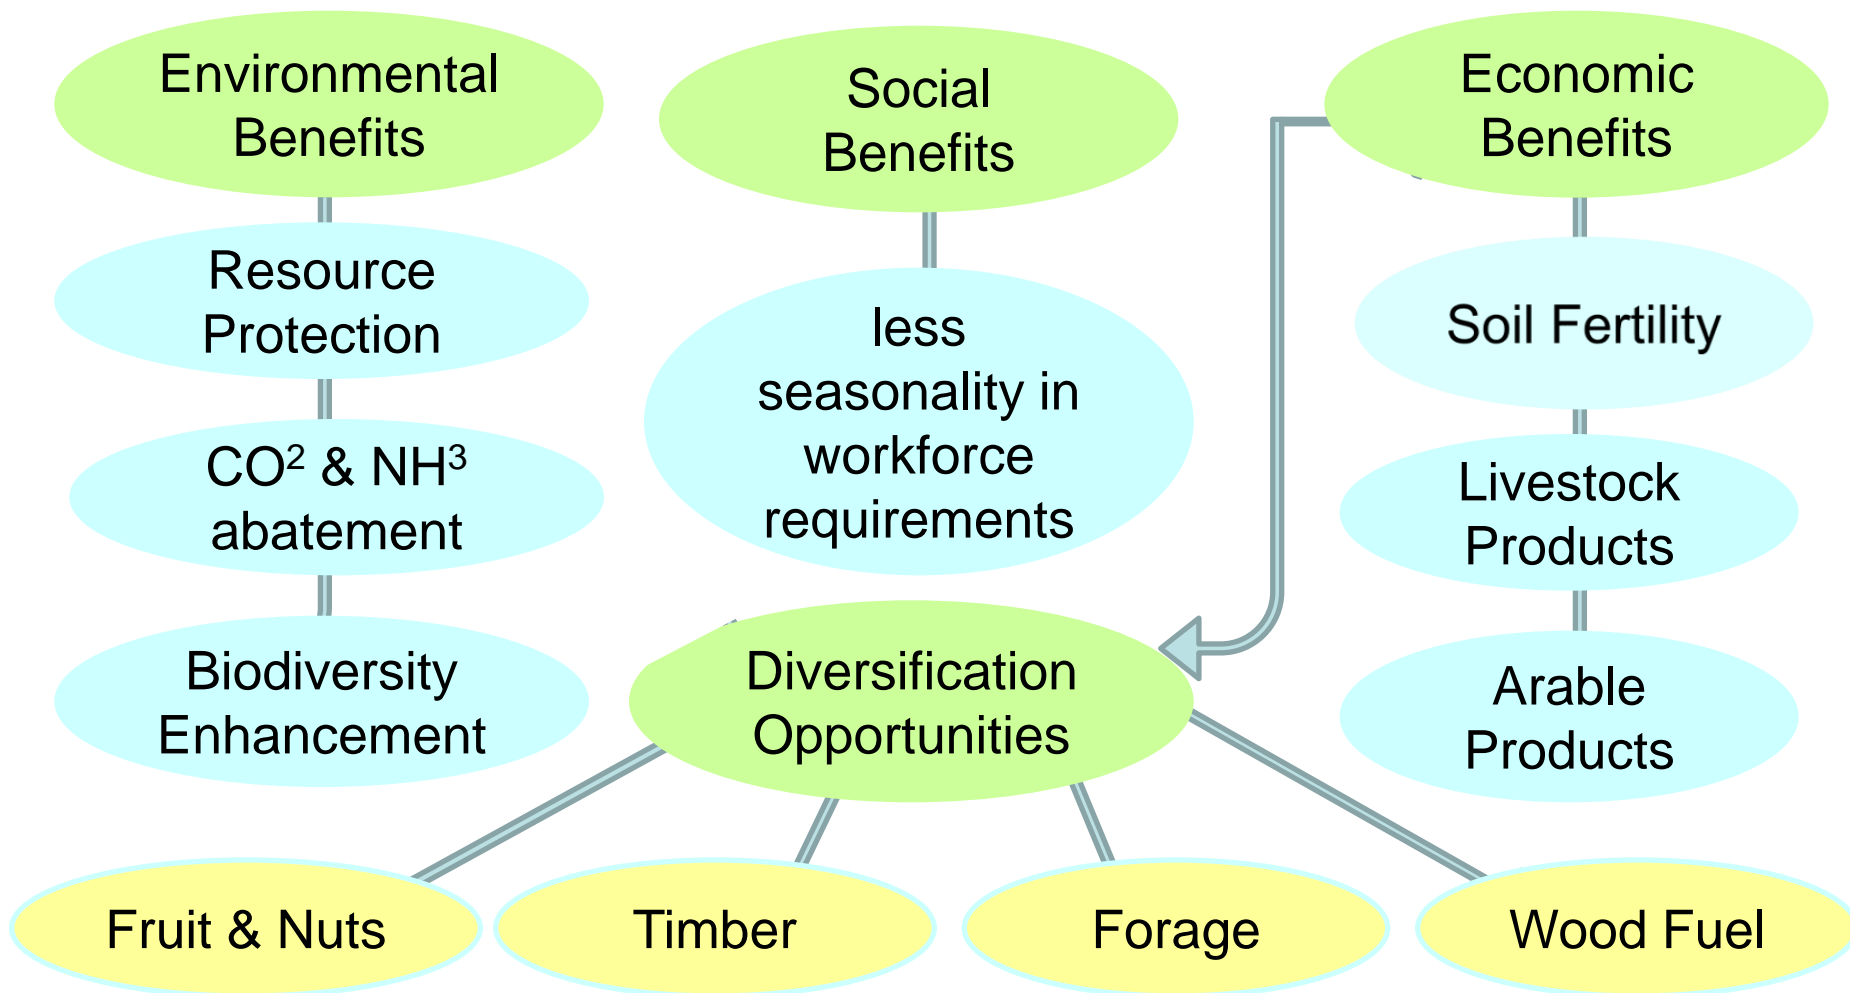 Environmental
Benefits
Social
Benefits
Economic
Benefits
Resource
Protection
less
seasonality in
workforce
requirements
Soil Fertility
CO² & NH³
abatement
Livestock
Products
Biodiversity
Enhancement
Diversification
Opportunities
Arable
Products
Fruit & Nuts
Timber
Forage
Wood Fuel